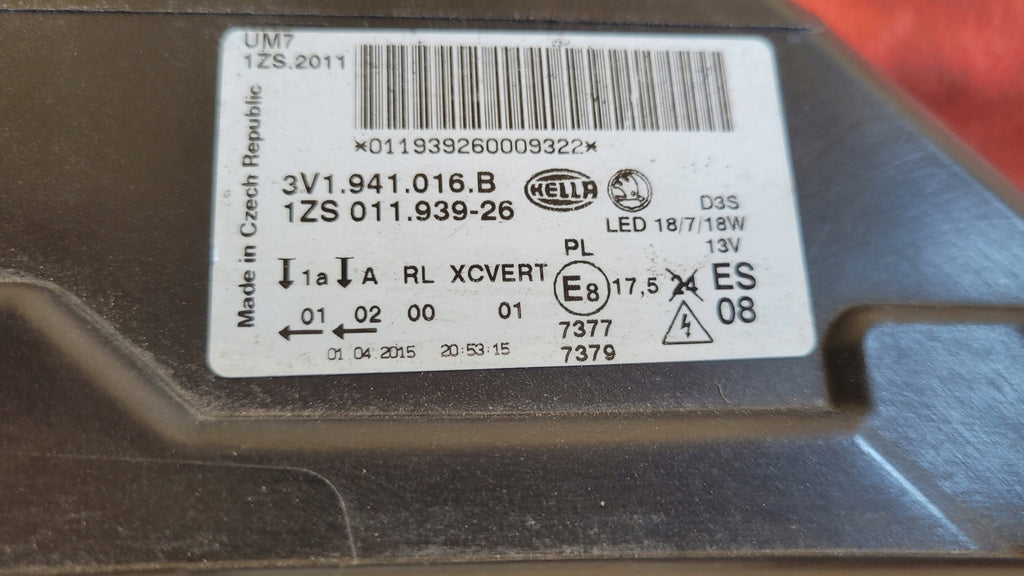 UM7
1ZS.2011
*011939260009322*
Made in Czech Republic
3V1.941.016.B
HELLA
1ZS 011.939-26
D3S
LED 18/7/18W
13V
1a A RL XCVERT
PL
E8
17,5 24 ES
01 02 00 01
08
7377
01 04 2015 20:53:15
7379